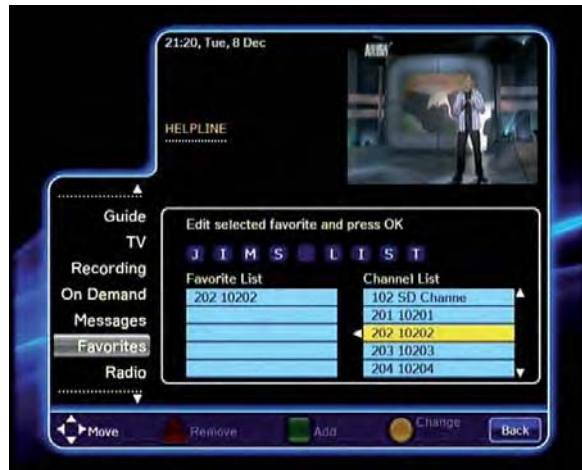 21:20, Tue, 8 Dec
HELPLINE
Guide
TV
Recording
On Demand
Messages
Favorites
Radio
Edit selected favorite and press OK
J I M S L I S T
Favorite List
202 10202
Channel List
102 SD Channe
201 10201
202 10202
203 10203
204 10204
Move
Remove
Add
Change
Back